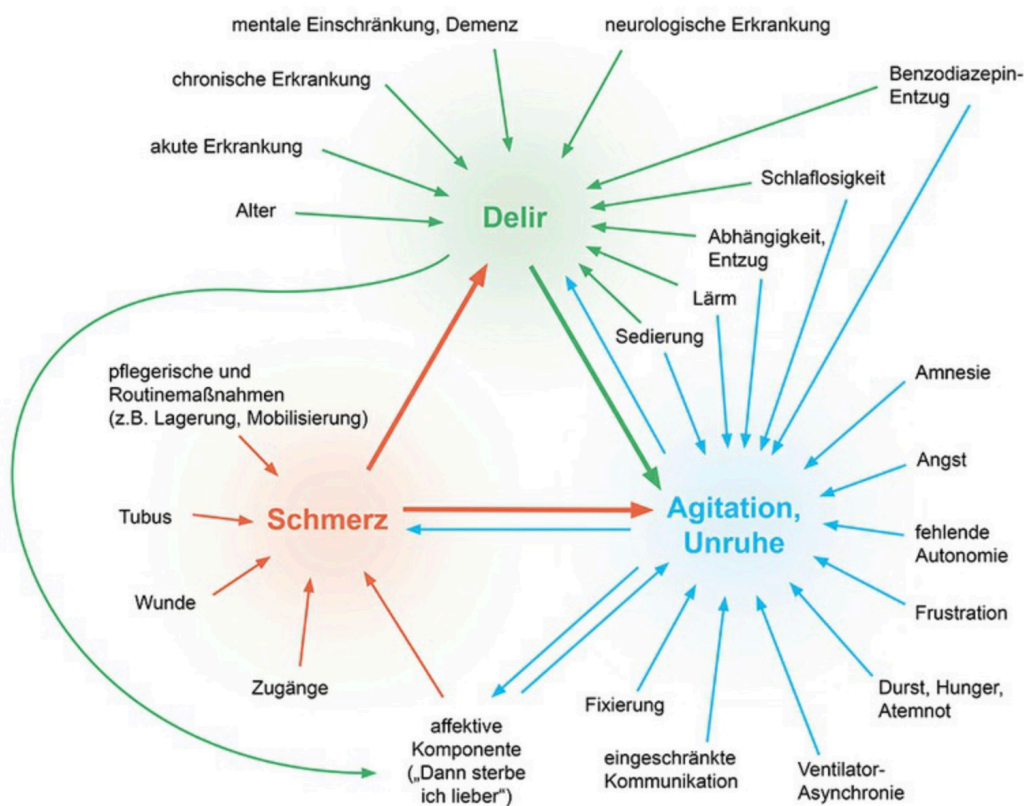 mentale Einschränkung, Demenz
neurologische Erkrankung
chronische Erkrankung
Benzodiazepin-
Entzug
akute Erkrankung
Schlaflosigkeit
Alter
Delir
Abhängigkeit,
Entzug
Lärm
Sedierung
pflegerische und
Routinemaßnahmen
(z.B. Lagerung, Mobilisierung)
Amnesie
Angst
Tubus
Schmerz
Agitation,
Unruhe
fehlende
Autonomie
Wunde
Frustration
Zugänge
Fixierung
Durst, Hunger,
Atemnot
affektive
Komponente
(„Dann sterbe
ich lieber“)
eingeschränkte
Kommunikation
Ventilator-
Asynchronie